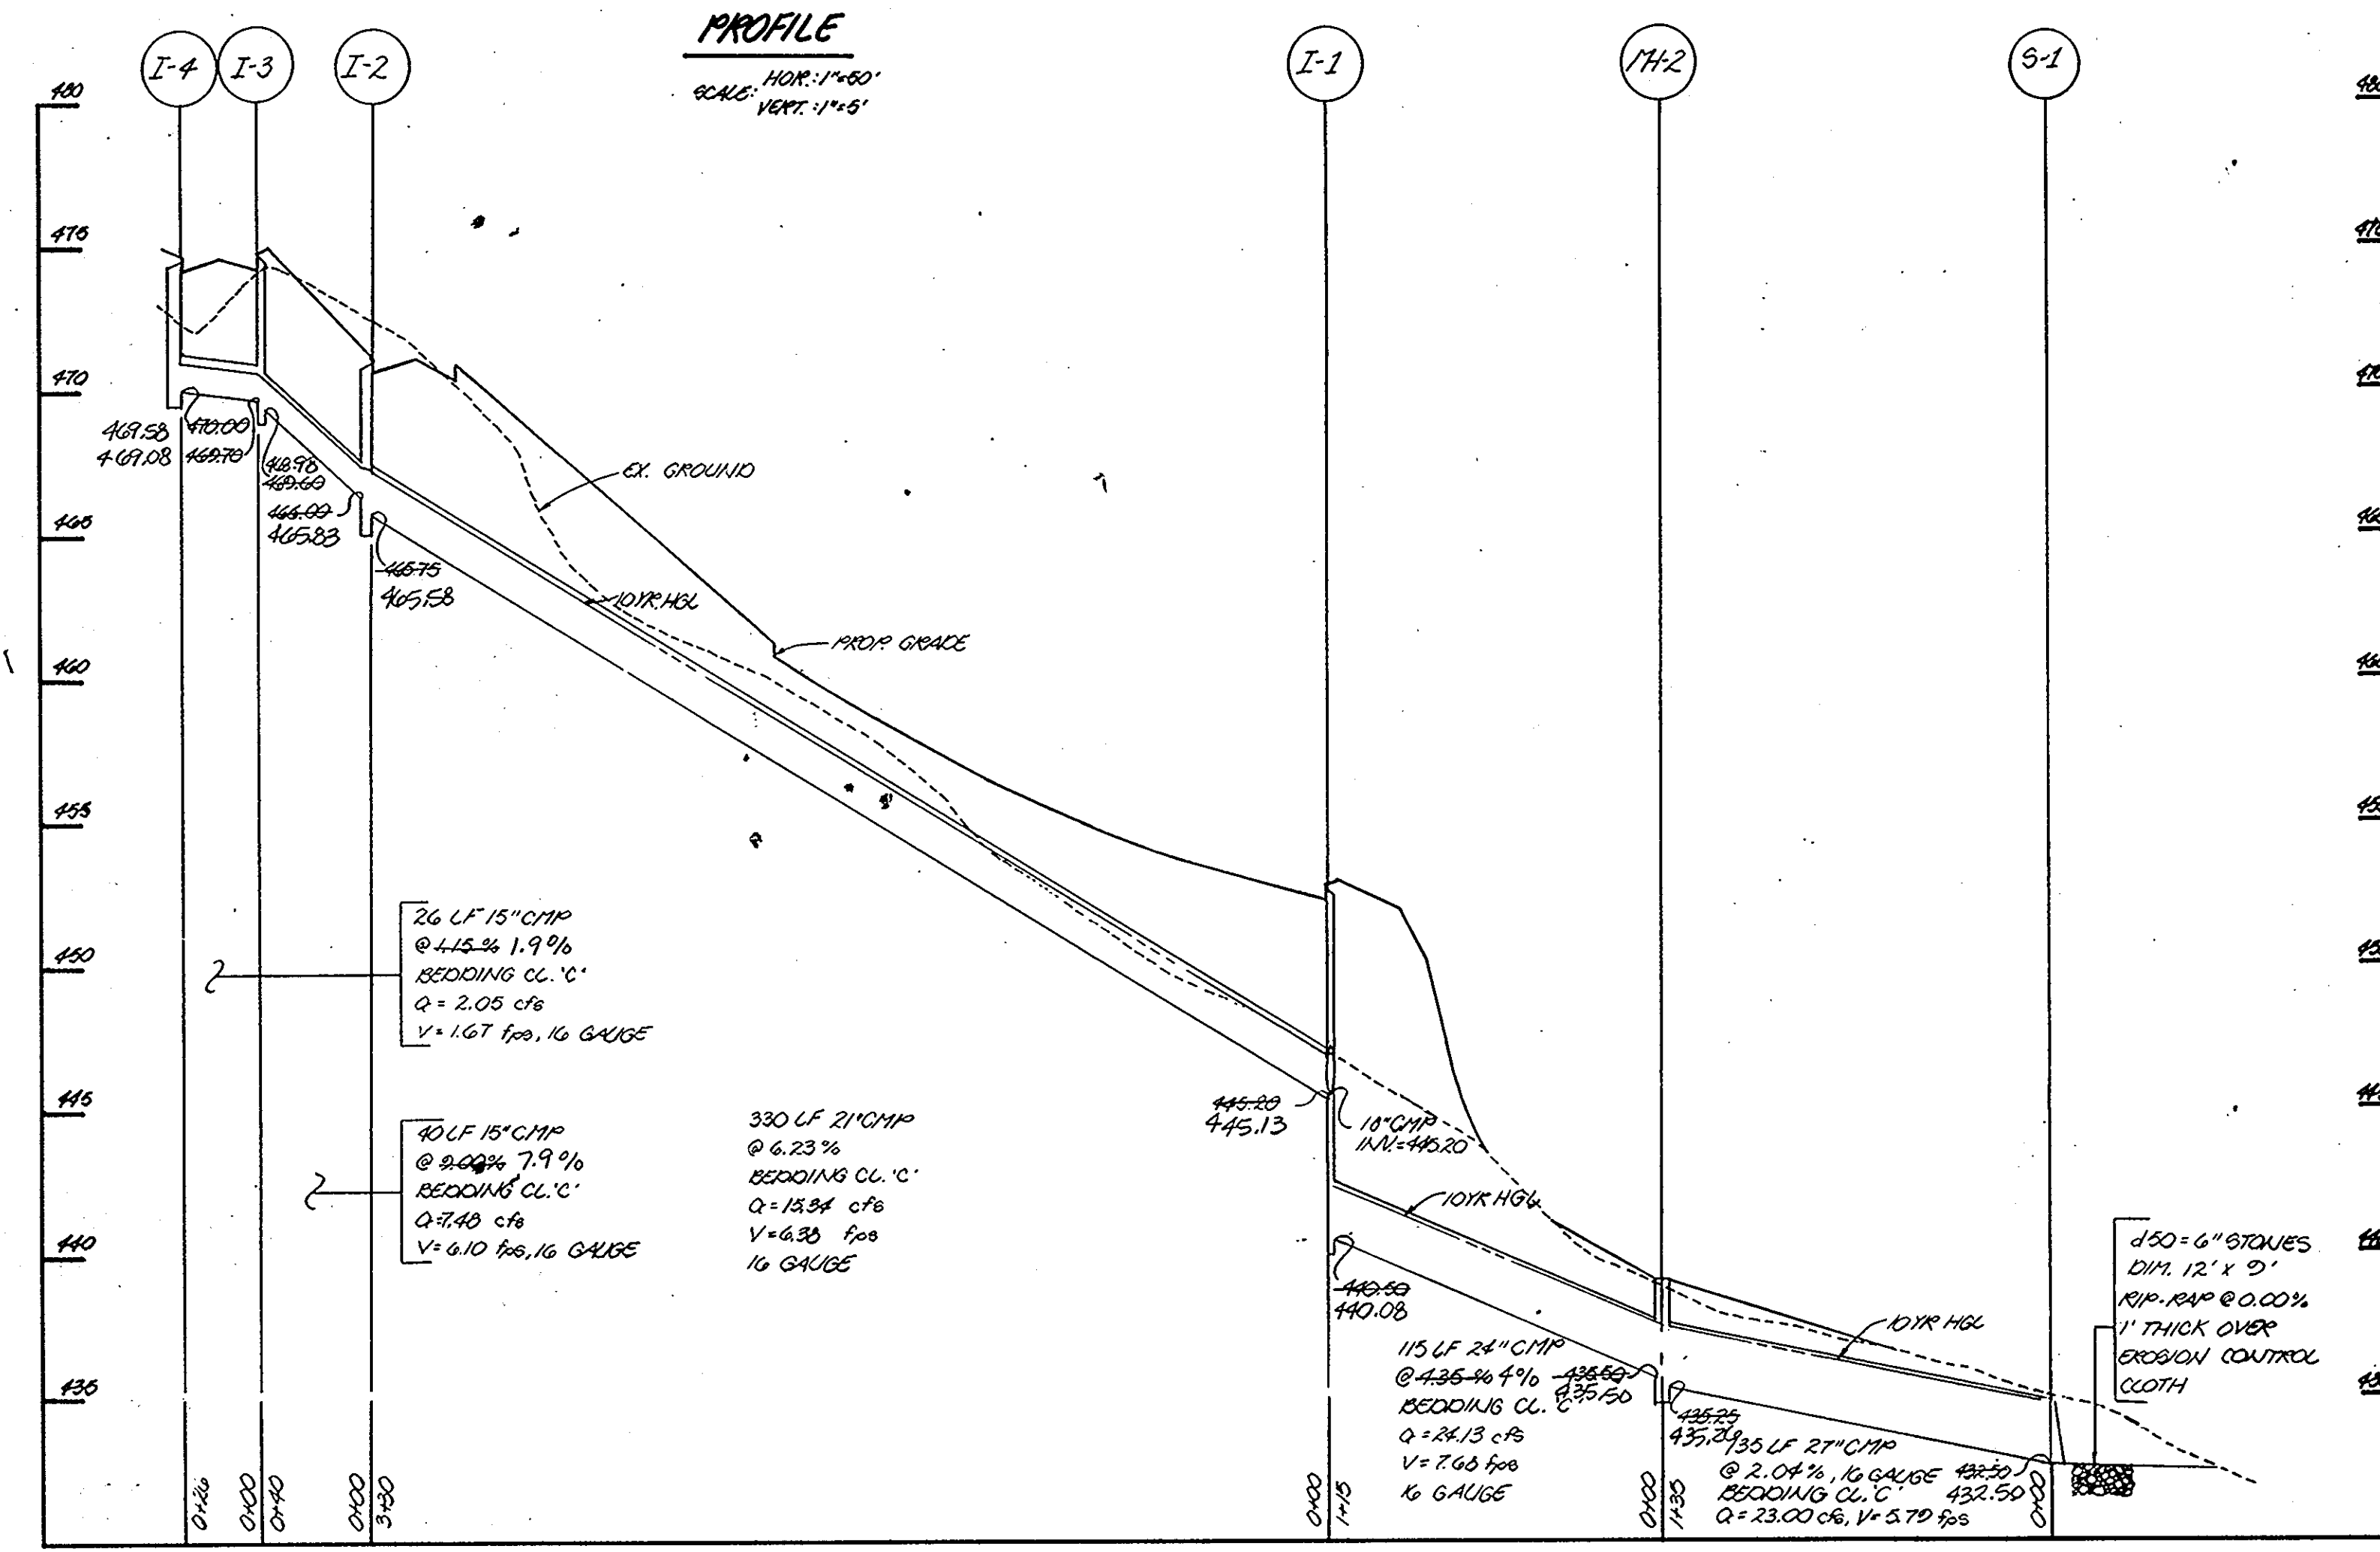 PROFILE
SCALE: HOR.: 1"=50'
VERT.: 1"=5'
I-4
I-3
I-2
I-1
MH-2
S-1
480
475
470
465
460
455
450
445
440
435
469.58 470.00
469.08 469.70
468.98
469.60
466.00
465.83
465.75
465.58
EX. GROUND
10YR. HGL
PROP. GRADE
26 LF 15" CMP
@ 1.15% 1.9%
BEDDING CL. 'C'
Q = 2.05 cfs
V = 1.67 fps, 16 GAUGE
40 LF 15" CMP
@ 9.00% 7.9%
BEDDING CL. 'C'
Q=7.48 cfs
V= 6.10 fps, 16 GAUGE
330 LF 21" CMP
@ 6.23%
BEDDING CL. 'C'
Q = 15.34 cfs
V = 6.38 fps
16 GAUGE
445.20
445.13
18" CMP
INV.= 445.20
10YR HGL
440.50
440.08
115 LF 24" CMP
@ 4.35% 4%
BEDDING CL. 'C'
Q = 24.13 cfs
V = 7.68 fps
16 GAUGE
435.50
435.50
435.25
10YR HGL
135 LF 27" CMP
@ 2.04%, 16 GAUGE
BEDDING CL. 'C'
Q = 23.00 cfs, V= 5.79 fps
432.50
432.50
d50 = 6" STONES
DIM. 12' x 9'
RIP-RAP @ 0.00%
1' THICK OVER
EROSION CONTROL
CLOTH
0+26
0+00
0+40
0+00
3+30
0+00
1+15
0+00
1+35
0+00